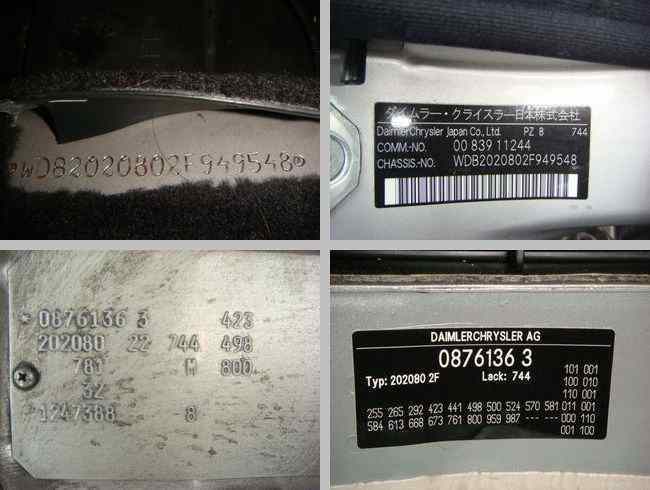 WDB2020802F949548
ダイムラー・クライスラー日本株式会社
DaimlerChrysler Japan Co., Ltd. PZ B 744
COMM.-NO. 00 839 11244
CHASSIS.-NO. WDB2020802F949548
* 0876136 3 423
202080 22 744 498
781 M 800
32
1247388 8
DAIMLERCHRYSLER AG
0876136 3
Typ: 202080 2F Lack: 744
101 001
100 010
110 001
255 265 292 423 441 498 500 524 570 581 011 001
584 613 668 673 761 800 959 987 --- --- 000 110
001 100